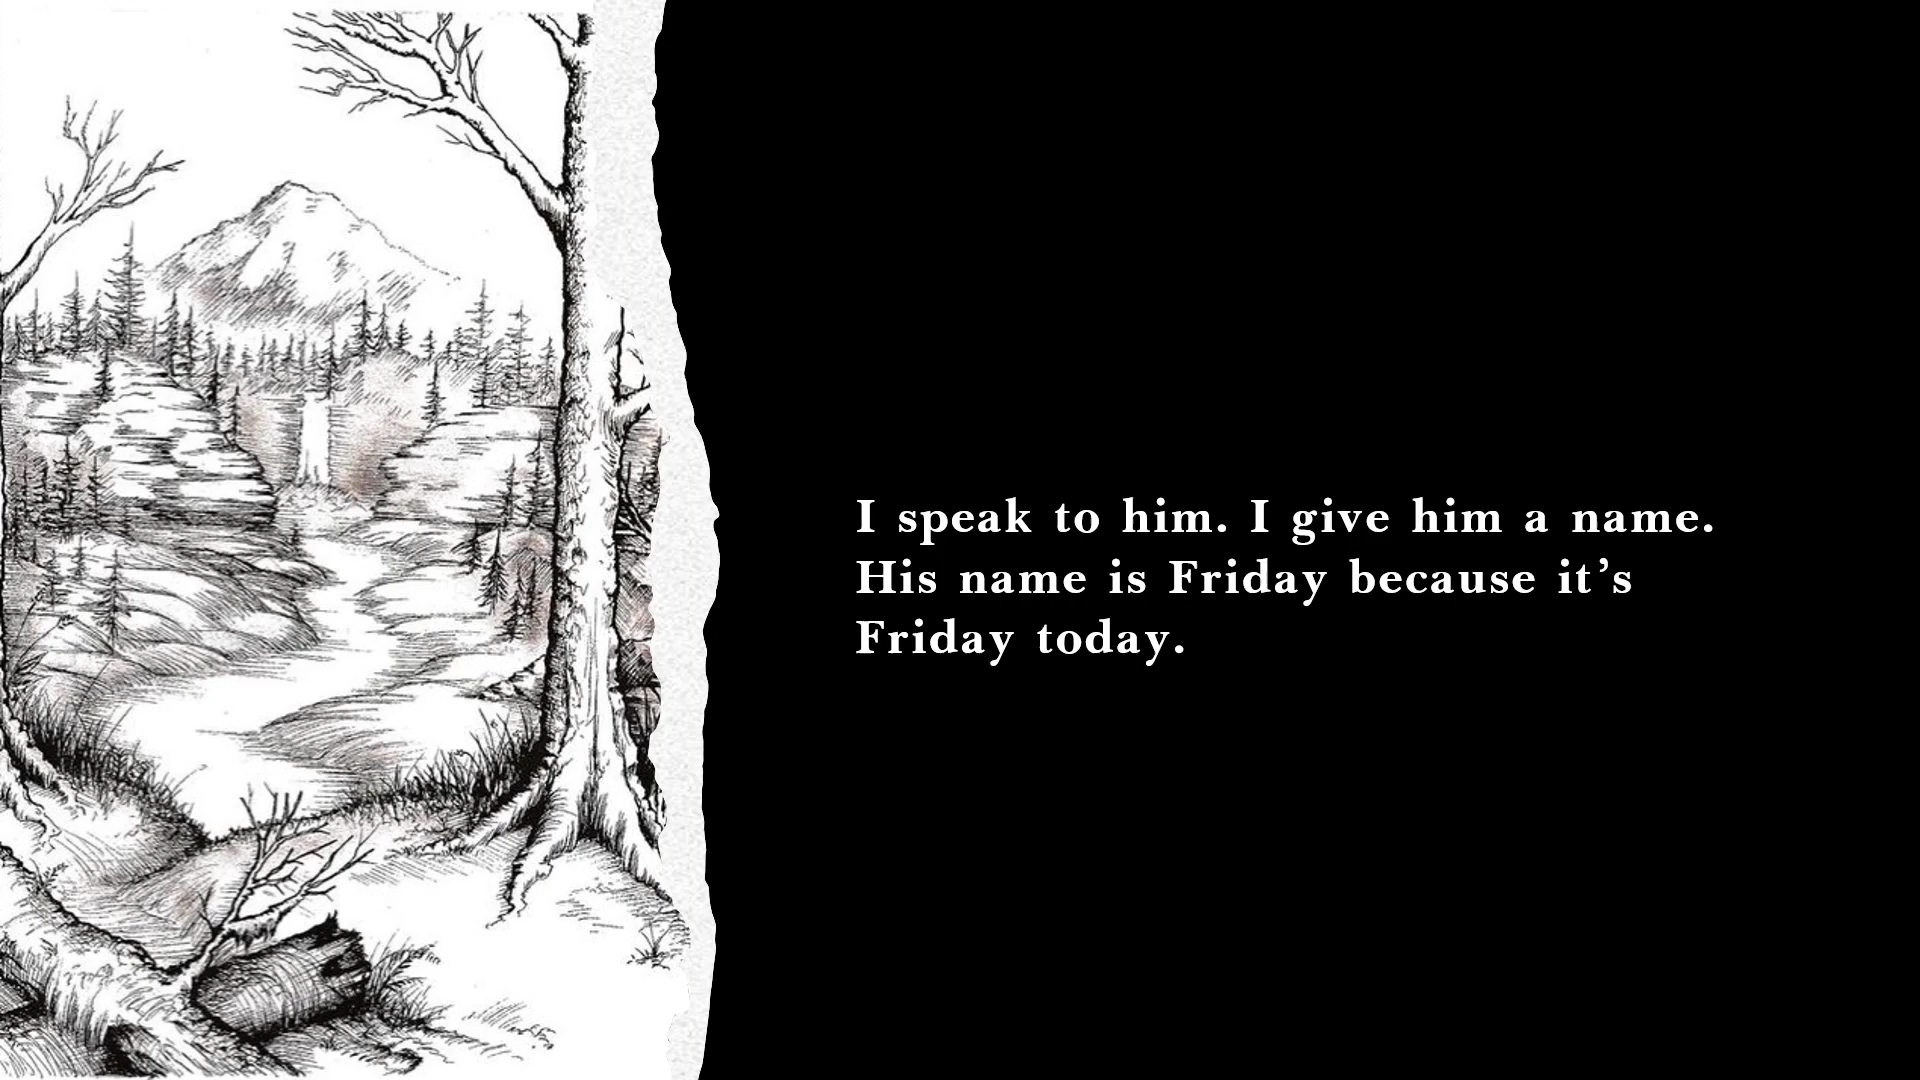 I speak to him. I give him a name.
His name is Friday because it’s
Friday today.